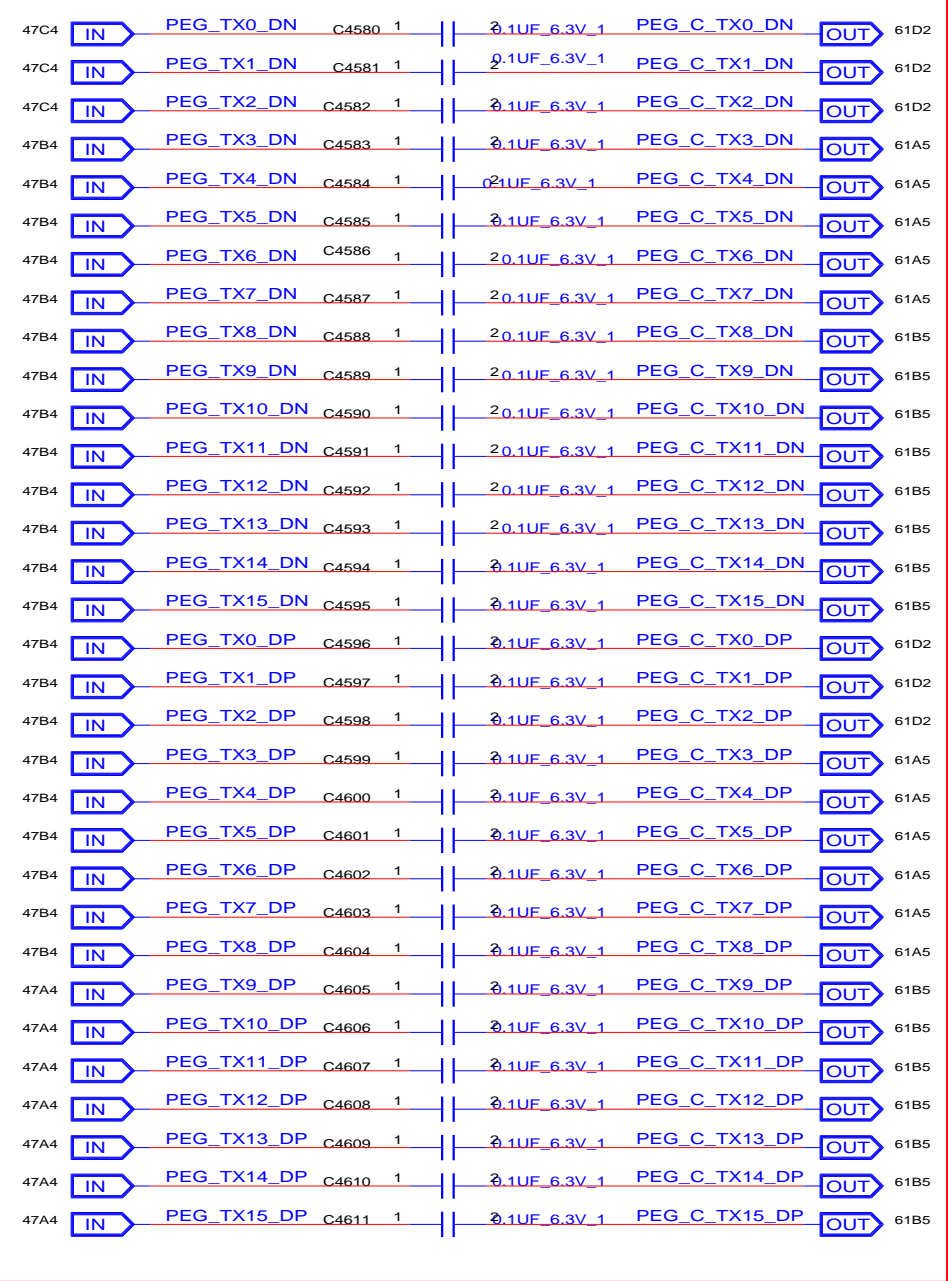 47C4 IN PEG_TX0_DN C4580 1 2 0.1UF_6.3V_1 PEG_C_TX0_DN OUT 61D2
47C4 IN PEG_TX1_DN C4581 1 2 0.1UF_6.3V_1 PEG_C_TX1_DN OUT 61D2
47C4 IN PEG_TX2_DN C4582 1 2 0.1UF_6.3V_1 PEG_C_TX2_DN OUT 61D2
47B4 IN PEG_TX3_DN C4583 1 2 0.1UF_6.3V_1 PEG_C_TX3_DN OUT 61A5
47B4 IN PEG_TX4_DN C4584 1 2 0.1UF_6.3V_1 PEG_C_TX4_DN OUT 61A5
47B4 IN PEG_TX5_DN C4585 1 2 0.1UF_6.3V_1 PEG_C_TX5_DN OUT 61A5
47B4 IN PEG_TX6_DN C4586 1 2 0.1UF_6.3V_1 PEG_C_TX6_DN OUT 61A5
47B4 IN PEG_TX7_DN C4587 1 2 0.1UF_6.3V_1 PEG_C_TX7_DN OUT 61A5
47B4 IN PEG_TX8_DN C4588 1 2 0.1UF_6.3V_1 PEG_C_TX8_DN OUT 61B5
47B4 IN PEG_TX9_DN C4589 1 2 0.1UF_6.3V_1 PEG_C_TX9_DN OUT 61B5
47B4 IN PEG_TX10_DN C4590 1 2 0.1UF_6.3V_1 PEG_C_TX10_DN OUT 61B5
47B4 IN PEG_TX11_DN C4591 1 2 0.1UF_6.3V_1 PEG_C_TX11_DN OUT 61B5
47B4 IN PEG_TX12_DN C4592 1 2 0.1UF_6.3V_1 PEG_C_TX12_DN OUT 61B5
47B4 IN PEG_TX13_DN C4593 1 2 0.1UF_6.3V_1 PEG_C_TX13_DN OUT 61B5
47B4 IN PEG_TX14_DN C4594 1 2 0.1UF_6.3V_1 PEG_C_TX14_DN OUT 61B5
47B4 IN PEG_TX15_DN C4595 1 2 0.1UF_6.3V_1 PEG_C_TX15_DN OUT 61B5
47B4 IN PEG_TX0_DP C4596 1 2 0.1UF_6.3V_1 PEG_C_TX0_DP OUT 61D2
47B4 IN PEG_TX1_DP C4597 1 2 0.1UF_6.3V_1 PEG_C_TX1_DP OUT 61D2
47B4 IN PEG_TX2_DP C4598 1 2 0.1UF_6.3V_1 PEG_C_TX2_DP OUT 61D2
47B4 IN PEG_TX3_DP C4599 1 2 0.1UF_6.3V_1 PEG_C_TX3_DP OUT 61A5
47B4 IN PEG_TX4_DP C4600 1 2 0.1UF_6.3V_1 PEG_C_TX4_DP OUT 61A5
47B4 IN PEG_TX5_DP C4601 1 2 0.1UF_6.3V_1 PEG_C_TX5_DP OUT 61A5
47B4 IN PEG_TX6_DP C4602 1 2 0.1UF_6.3V_1 PEG_C_TX6_DP OUT 61A5
47B4 IN PEG_TX7_DP C4603 1 2 0.1UF_6.3V_1 PEG_C_TX7_DP OUT 61A5
47B4 IN PEG_TX8_DP C4604 1 2 0.1UF_6.3V_1 PEG_C_TX8_DP OUT 61A5
47A4 IN PEG_TX9_DP C4605 1 2 0.1UF_6.3V_1 PEG_C_TX9_DP OUT 61B5
47A4 IN PEG_TX10_DP C4606 1 2 0.1UF_6.3V_1 PEG_C_TX10_DP OUT 61B5
47A4 IN PEG_TX11_DP C4607 1 2 0.1UF_6.3V_1 PEG_C_TX11_DP OUT 61B5
47A4 IN PEG_TX12_DP C4608 1 2 0.1UF_6.3V_1 PEG_C_TX12_DP OUT 61B5
47A4 IN PEG_TX13_DP C4609 1 2 0.1UF_6.3V_1 PEG_C_TX13_DP OUT 61B5
47A4 IN PEG_TX14_DP C4610 1 2 0.1UF_6.3V_1 PEG_C_TX14_DP OUT 61B5
47A4 IN PEG_TX15_DP C4611 1 2 0.1UF_6.3V_1 PEG_C_TX15_DP OUT 61B5